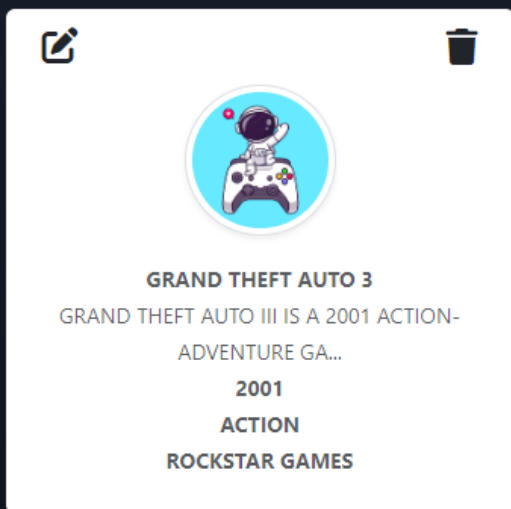 GRAND THEFT AUTO 3
GRAND THEFT AUTO III IS A 2001 ACTION-
ADVENTURE GA...
2001
ACTION
ROCKSTAR GAMES